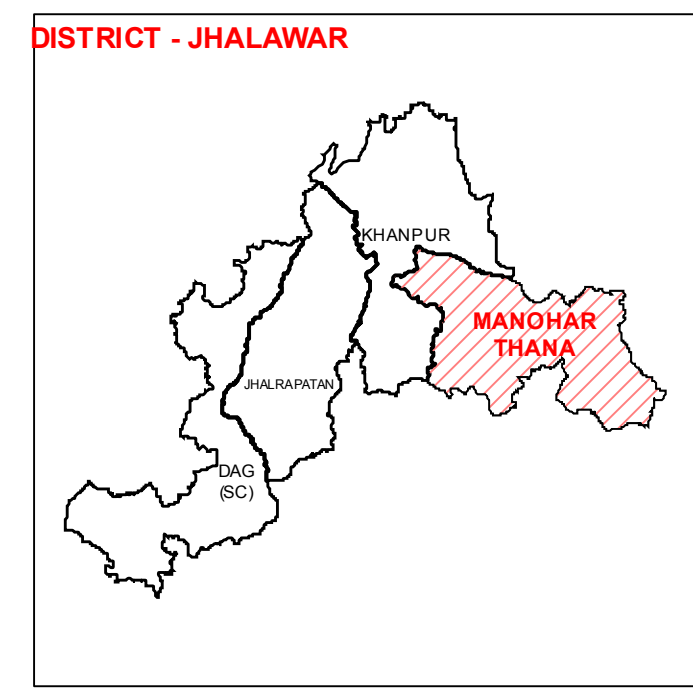 DISTRICT - JHALAWAR
KHANPUR
MANOHAR
THANA
JHALRAPATAN
DAG
(SC)